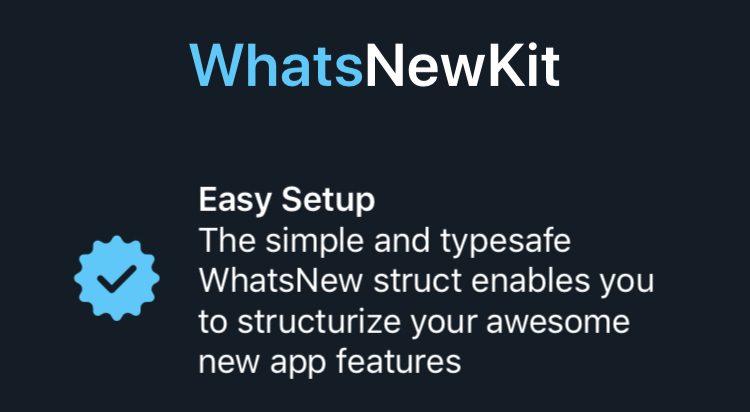 WhatsNewKit
Easy Setup
The simple and typesafe
WhatsNew struct enables you
to structurize your awesome
new app features